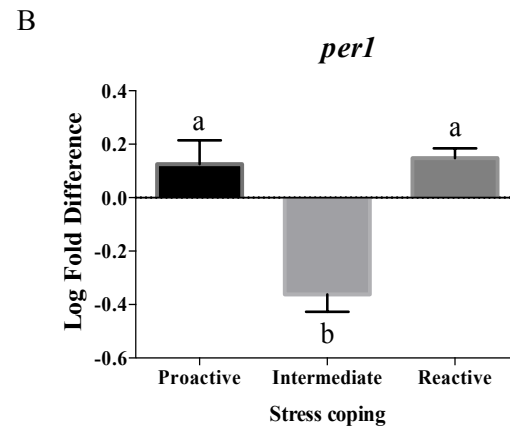 B
per1
Log Fold Difference
0.4
0.2
0.0
-0.2
-0.4
-0.6
a
b
a
Proactive
Intermediate
Reactive
Stress coping